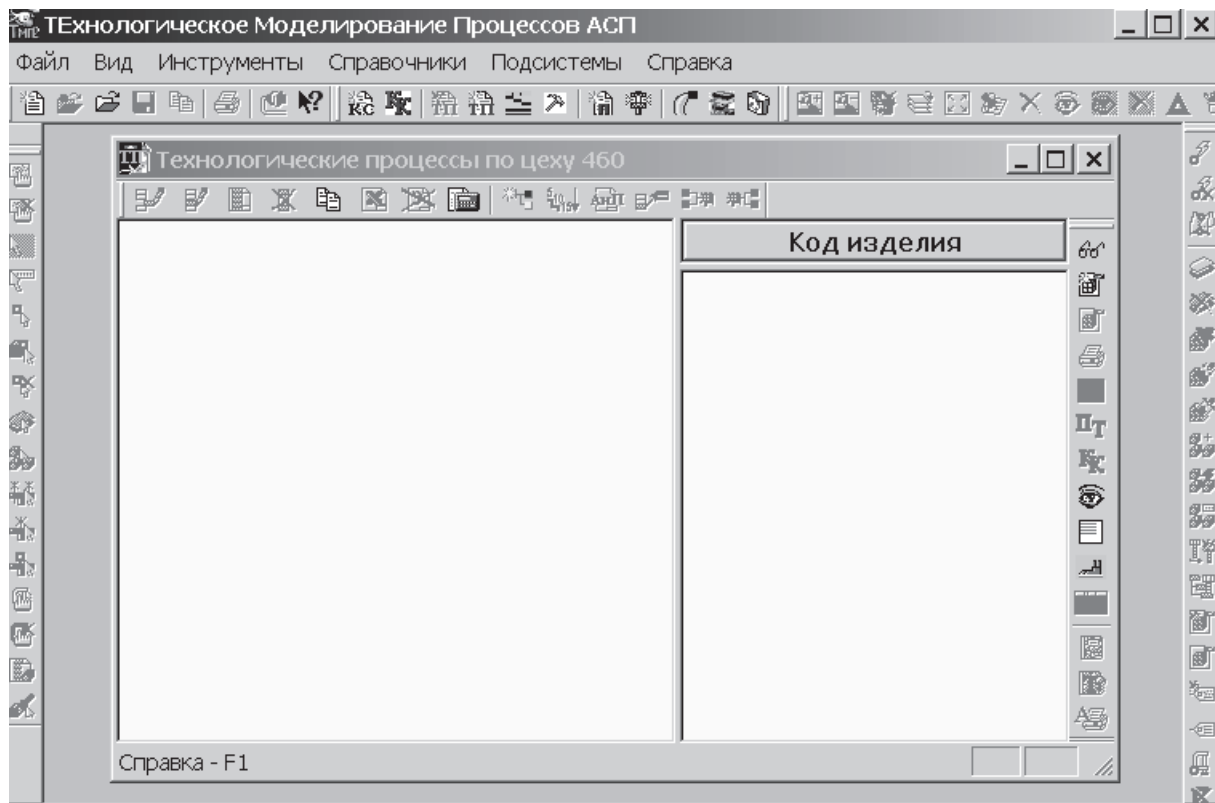 ТЕхнологическое Моделирование Процессов АСП
Файл Вид Инструменты Справочники Подсистемы Справка
Технологические процессы по цеху 460
Код изделия
Справка - F1